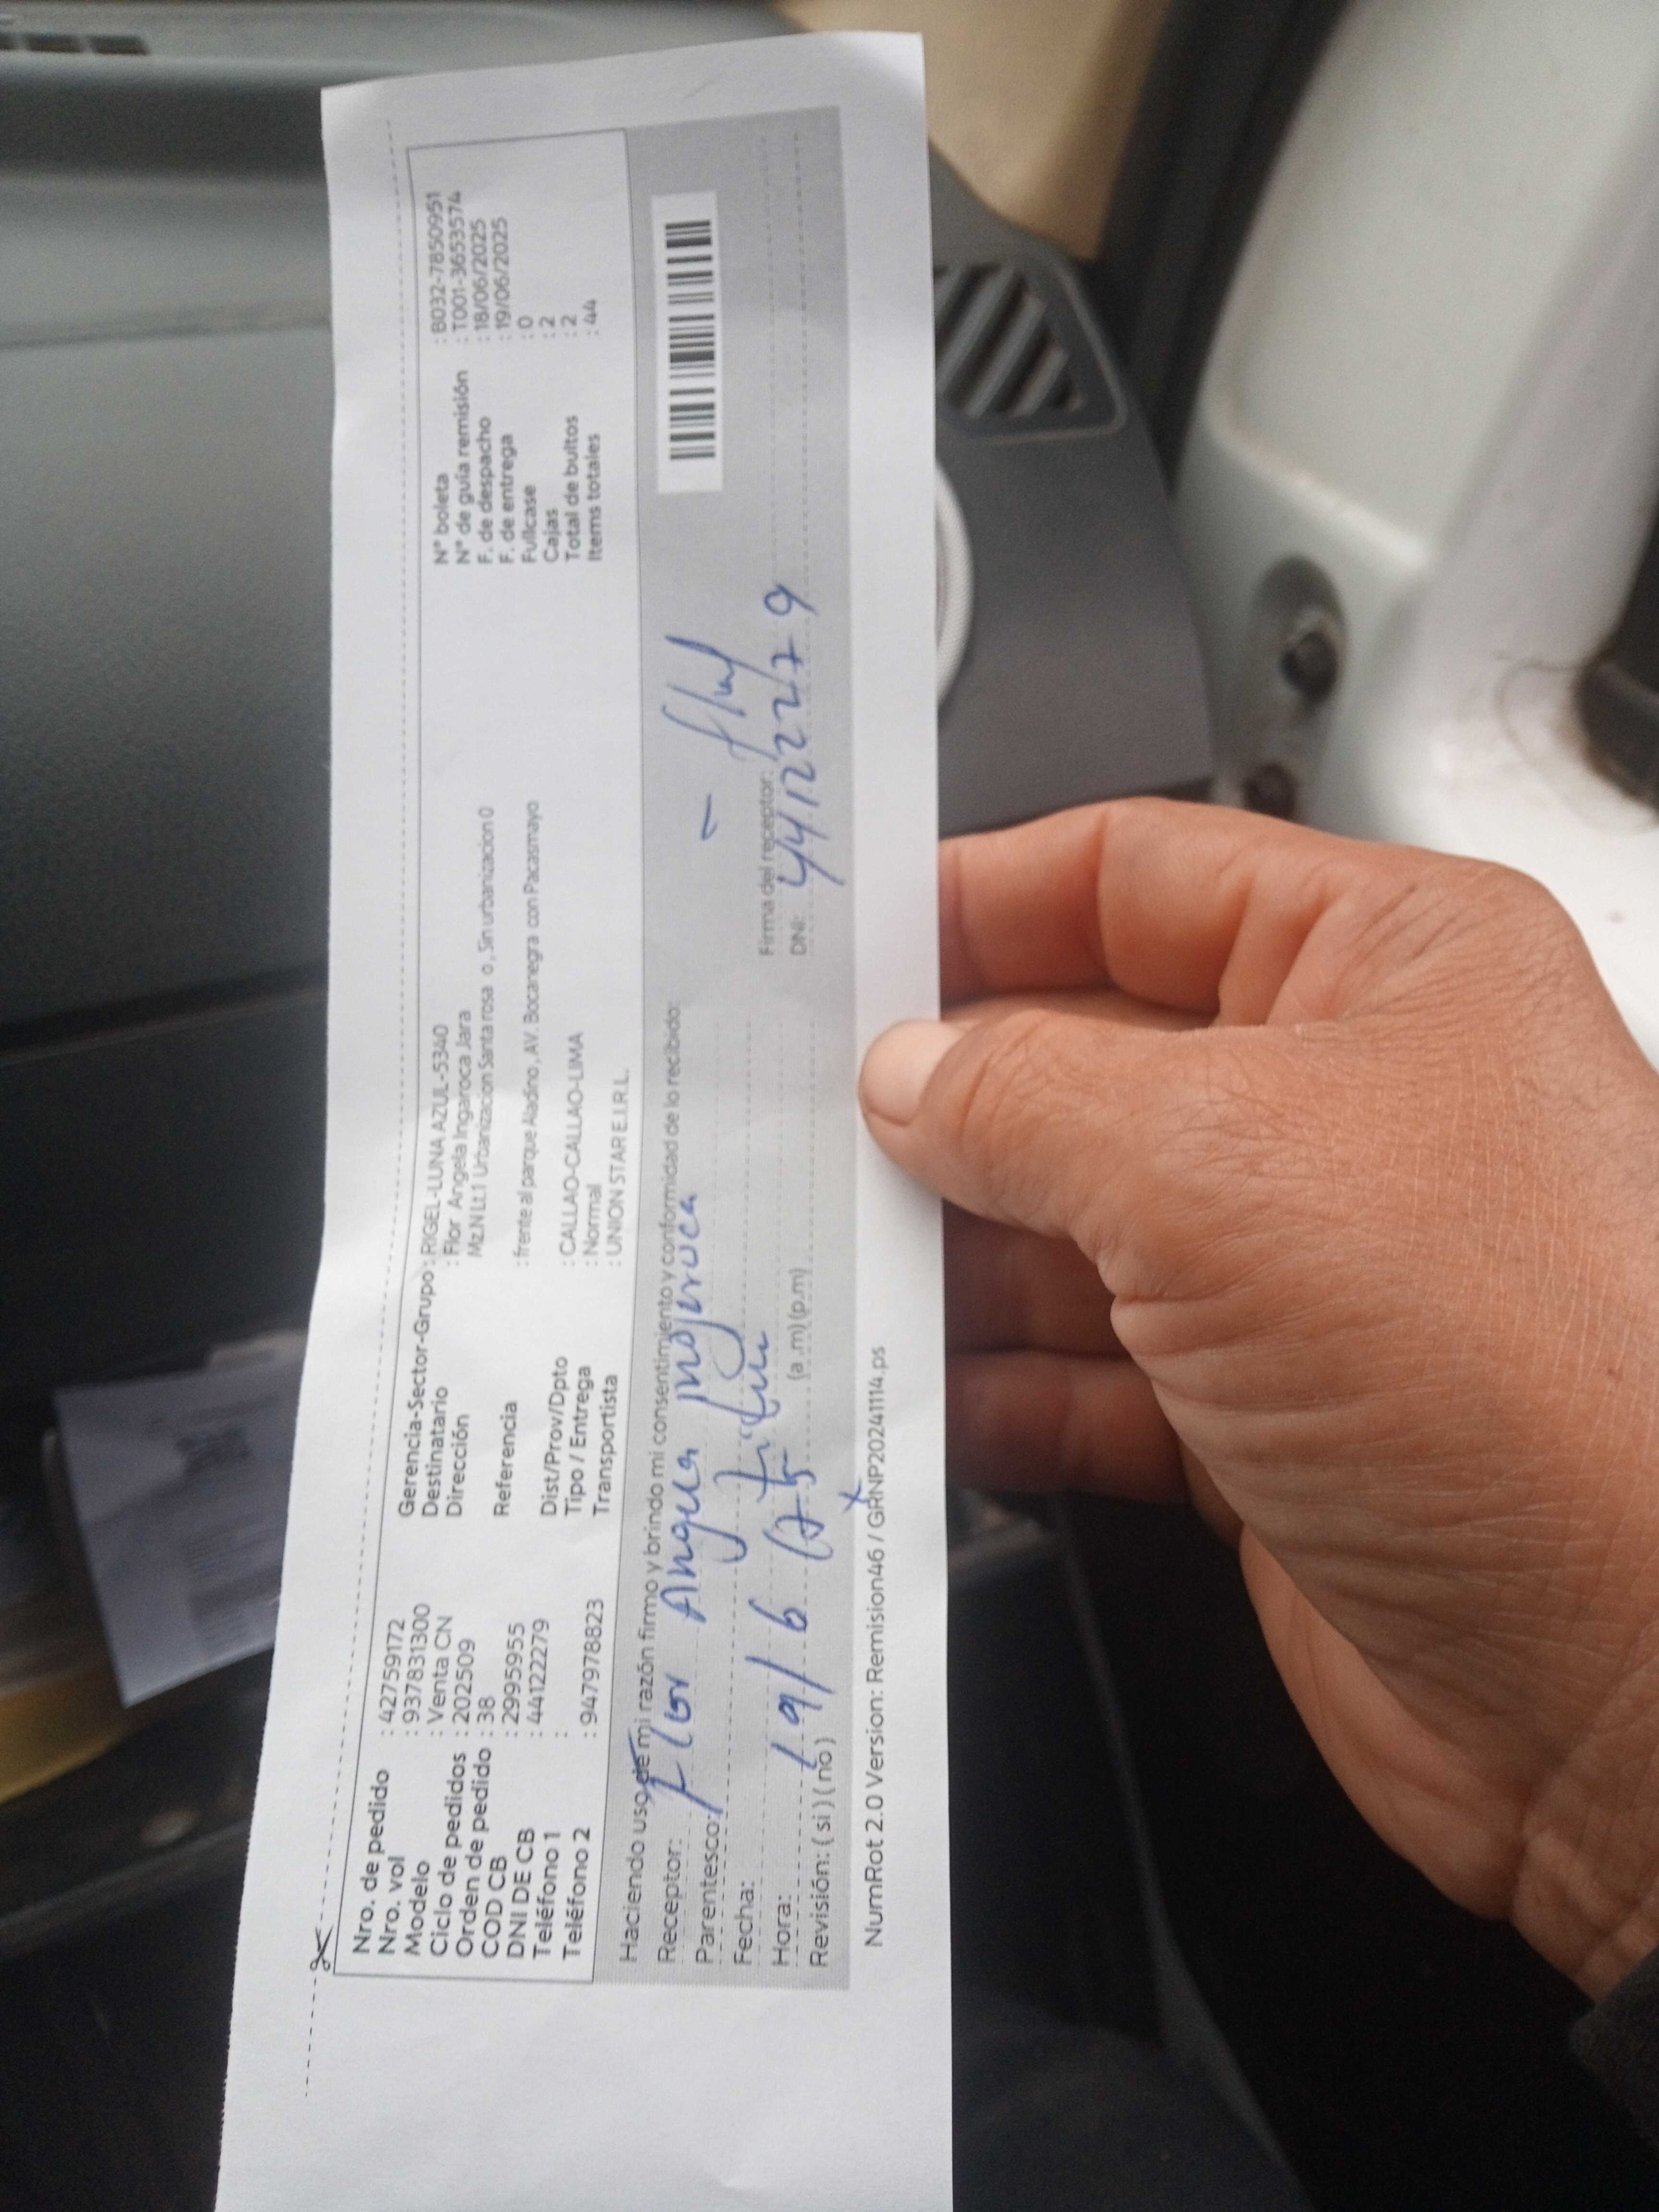 Nro. de pedido : 42759172
Nro. vol : 937831300
Modelo : Venta CN
Ciclo de pedidos : 202509
Orden de pedido : 38
COD CB : 29995955
DNI DE CB : 44122279
Teléfono 1 :
Teléfono 2 : 947978823
Gerencia-Sector-Grupo : RIGEL-LUNA AZUL-5340
Destinatario : Flor Angela Ingaroca Jara
Dirección Mz.N Lt.1 Urbanizacion Santa rosa o, Sin urbanizacion 0
Referencia : frente al parque Aladino, AV. Bocanegra con Pacasmayo
Dist/Prov/Dpto : CALLAO-CALLAO-LIMA
Tipo / Entrega : Normal
Transportista : UNION STAR E.I.R.L.
N° boleta : B032-7850951
N° de guía remisión : T001-3653574
F. de despacho : 18/06/2025
F. de entrega : 19/06/2025
Fullcase : 0
Cajas : 2
Total de bultos : 2
Items totales : 44
Haciendo uso de mi razón firmo y brindo mi consentimiento y conformidad de lo recibido:
Receptor: Flor Angela Ingaroca
Parentesco:
Fecha: 19/6
Hora: (a .m) (p.m)
Revisión: ( si ) ( no )
Firma del receptor:
DNI: 44122279
NumRot 2.0 Version: Remision46 / GRNP20241114.ps